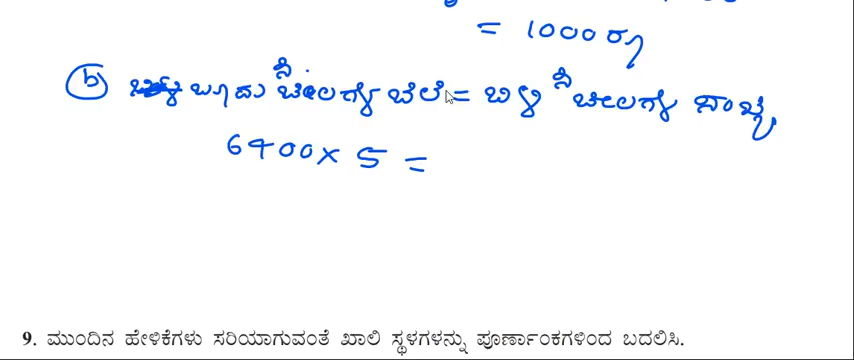 = 1000 ರೂ
(b) ಬೂದು ಸಿ ಚೀಲಗಳ ಬೆಲೆ = ಬಿಳಿ ಸಿ ಚೀಲಗಳ ಸಂಖ್ಯೆ
6400 x 5 =
9. ಮುಂದಿನ ಹೇಳಿಕೆಗಳು ಸರಿಯಾಗುವಂತೆ ಖಾಲಿ ಸ್ಥಳಗಳನ್ನು ಪೂರ್ಣಾಂಕಗಳಿಂದ ಬದಲಿಸಿ.